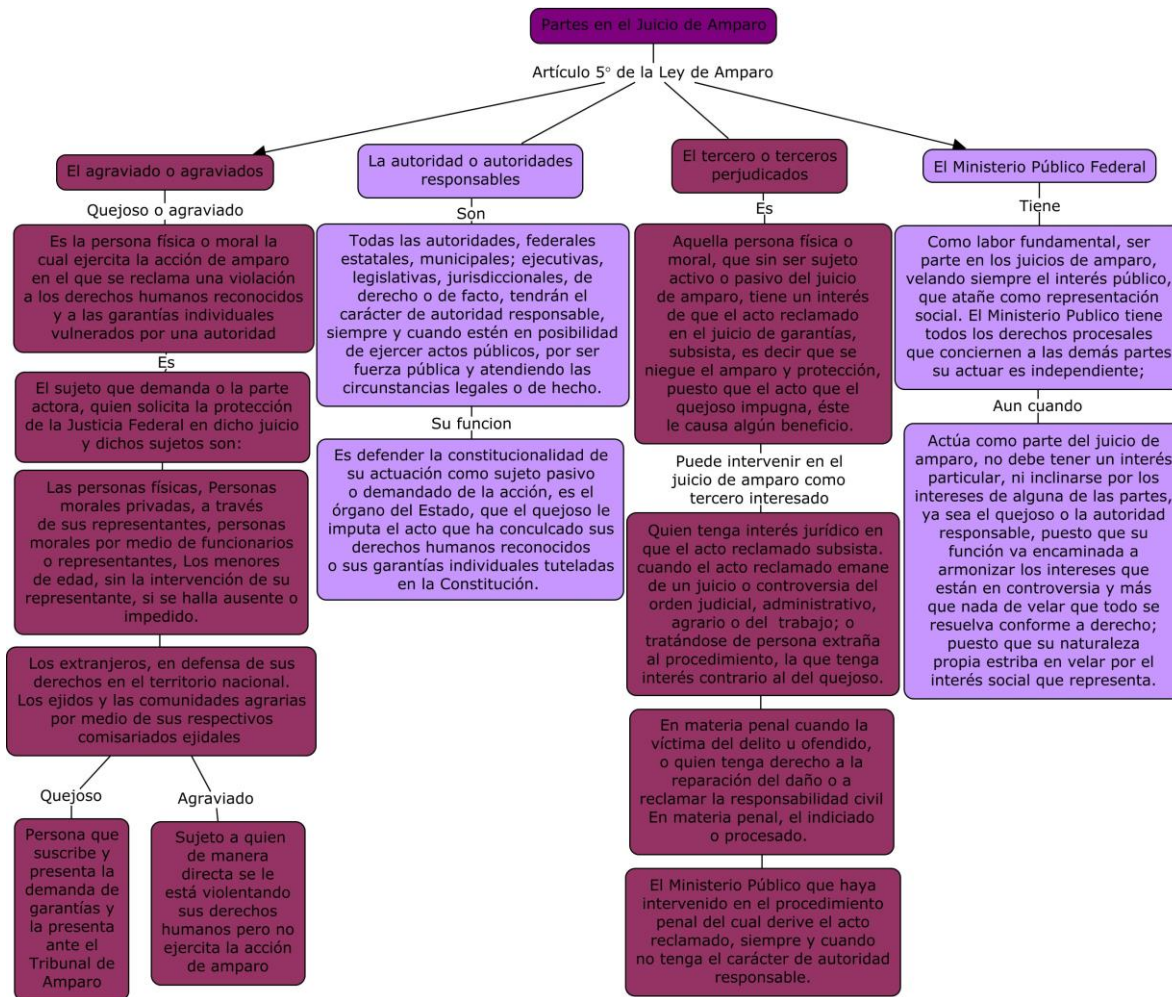 Partes en el Juicio de Amparo
Artículo 5° de la Ley de Amparo
El agraviado o agraviados
Quejoso o agraviado
Es la persona física o moral la
cual ejercita la acción de amparo
en el que se reclama una violación
a los derechos humanos reconocidos
y a las garantías individuales
vulnerados por una autoridad
Es
El sujeto que demanda o la parte
actora, quien solicita la protección
de la Justicia Federal en dicho juicio
y dichos sujetos son:
Las personas físicas, Personas
morales privadas, a través
de sus representantes, personas
morales por medio de funcionarios
o representantes, Los menores
de edad, sin la intervención de su
representante, si se halla ausente o
impedido.
Los extranjeros, en defensa de sus
derechos en el territorio nacional.
Los ejidos y las comunidades agrarias
por medio de sus respectivos
comisariados ejidales
Quejoso
Persona que
suscribe y
presenta la
demanda de
garantías y
la presenta
ante el
Tribunal de
Amparo
Agraviado
Sujeto a quien
de manera
directa se le
está violentando
sus derechos
humanos pero no
ejercita la acción
de amparo
La autoridad o autoridades
responsables
Son
Todas las autoridades, federales
estatales, municipales; ejecutivas,
legislativas, jurisdiccionales, de
derecho o de facto, tendrán el
carácter de autoridad responsable,
siempre y cuando estén en posibilidad
de ejercer actos públicos, por ser
fuerza pública y atendiendo las
circunstancias legales o de hecho.
Su funcion
Es defender la constitucionalidad de
su actuación como sujeto pasivo
o demandado de la acción, es el
órgano del Estado, que el quejoso le
imputa el acto que ha conculcado sus
derechos humanos reconocidos
o sus garantías individuales tuteladas
en la Constitución.
El tercero o terceros
perjudicados
Es
Aquella persona física o
moral, que sin ser sujeto
activo o pasivo del juicio
de amparo, tiene un interés
de que el acto reclamado
en el juicio de garantías,
subsista, es decir que se
niegue el amparo y protección,
puesto que el acto que el
quejoso impugna, éste
le causa algún beneficio.
Puede intervenir en el
juicio de amparo como
tercero interesado
Quien tenga interés jurídico en
que el acto reclamado subsista.
cuando el acto reclamado emane
de un juicio o controversia del
orden judicial, administrativo,
agrario o del trabajo; o
tratándose de persona extraña
al procedimiento, la que tenga
interés contrario al del quejoso.
En materia penal cuando la
víctima del delito u ofendido,
o quien tenga derecho a la
reparación del daño o a
reclamar la responsabilidad civil
En materia penal, el indiciado
o procesado.
El Ministerio Público que haya
intervenido en el procedimiento
penal del cual derive el acto
reclamado, siempre y cuando
no tenga el carácter de autoridad
responsable.
El Ministerio Público Federal
Tiene
Como labor fundamental, ser
parte en los juicios de amparo,
velando siempre el interés público,
que atañe como representación
social. El Ministerio Publico tiene
todos los derechos procesales
que conciernen a las demás partes,
su actuar es independiente;
Aun cuando
Actúa como parte del juicio de
amparo, no debe tener un interés
particular, ni inclinarse por los
intereses de alguna de las partes,
ya sea el quejoso o la autoridad
responsable, puesto que su
función va encaminada a
armonizar los intereses que
están en controversia y más
que nada de velar que todo se
resuelva conforme a derecho;
puesto que su naturaleza
propia estriba en velar por el
interés social que representa.